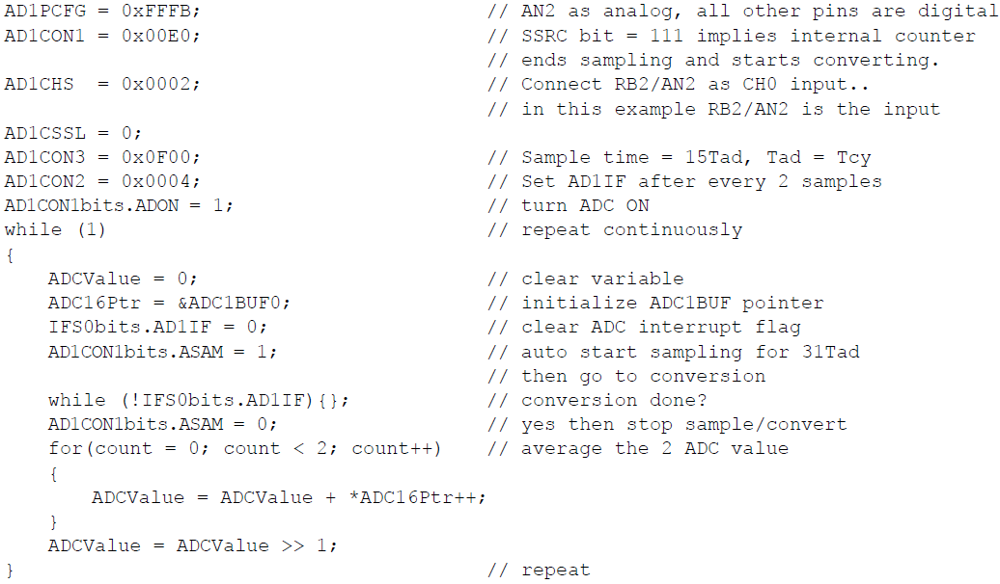 AD1PCFG = 0xFFFB; // AN2 as analog, all other pins are digital
AD1CON1 = 0x00E0; // SSRC bit = 111 implies internal counter
// ends sampling and starts converting.
AD1CHS = 0x0002; // Connect RB2/AN2 as CH0 input..
// in this example RB2/AN2 is the input
AD1CSSL = 0;
AD1CON3 = 0x0F00; // Sample time = 15Tad, Tad = Tcy
AD1CON2 = 0x0004; // Set AD1IF after every 2 samples
AD1CON1bits.ADON = 1; // turn ADC ON
while (1) // repeat continuously
{
ADCValue = 0; // clear variable
ADC16Ptr = &ADC1BUF0; // initialize ADC1BUF pointer
IFS0bits.AD1IF = 0; // clear ADC interrupt flag
AD1CON1bits.ASAM = 1; // auto start sampling for 31Tad
// then go to conversion
while (!IFS0bits.AD1IF){}; // conversion done?
AD1CON1bits.ASAM = 0; // yes then stop sample/convert
for(count = 0; count < 2; count++) // average the 2 ADC value
{
ADCValue = ADCValue + *ADC16Ptr++;
}
ADCValue = ADCValue >> 1;
} // repeat